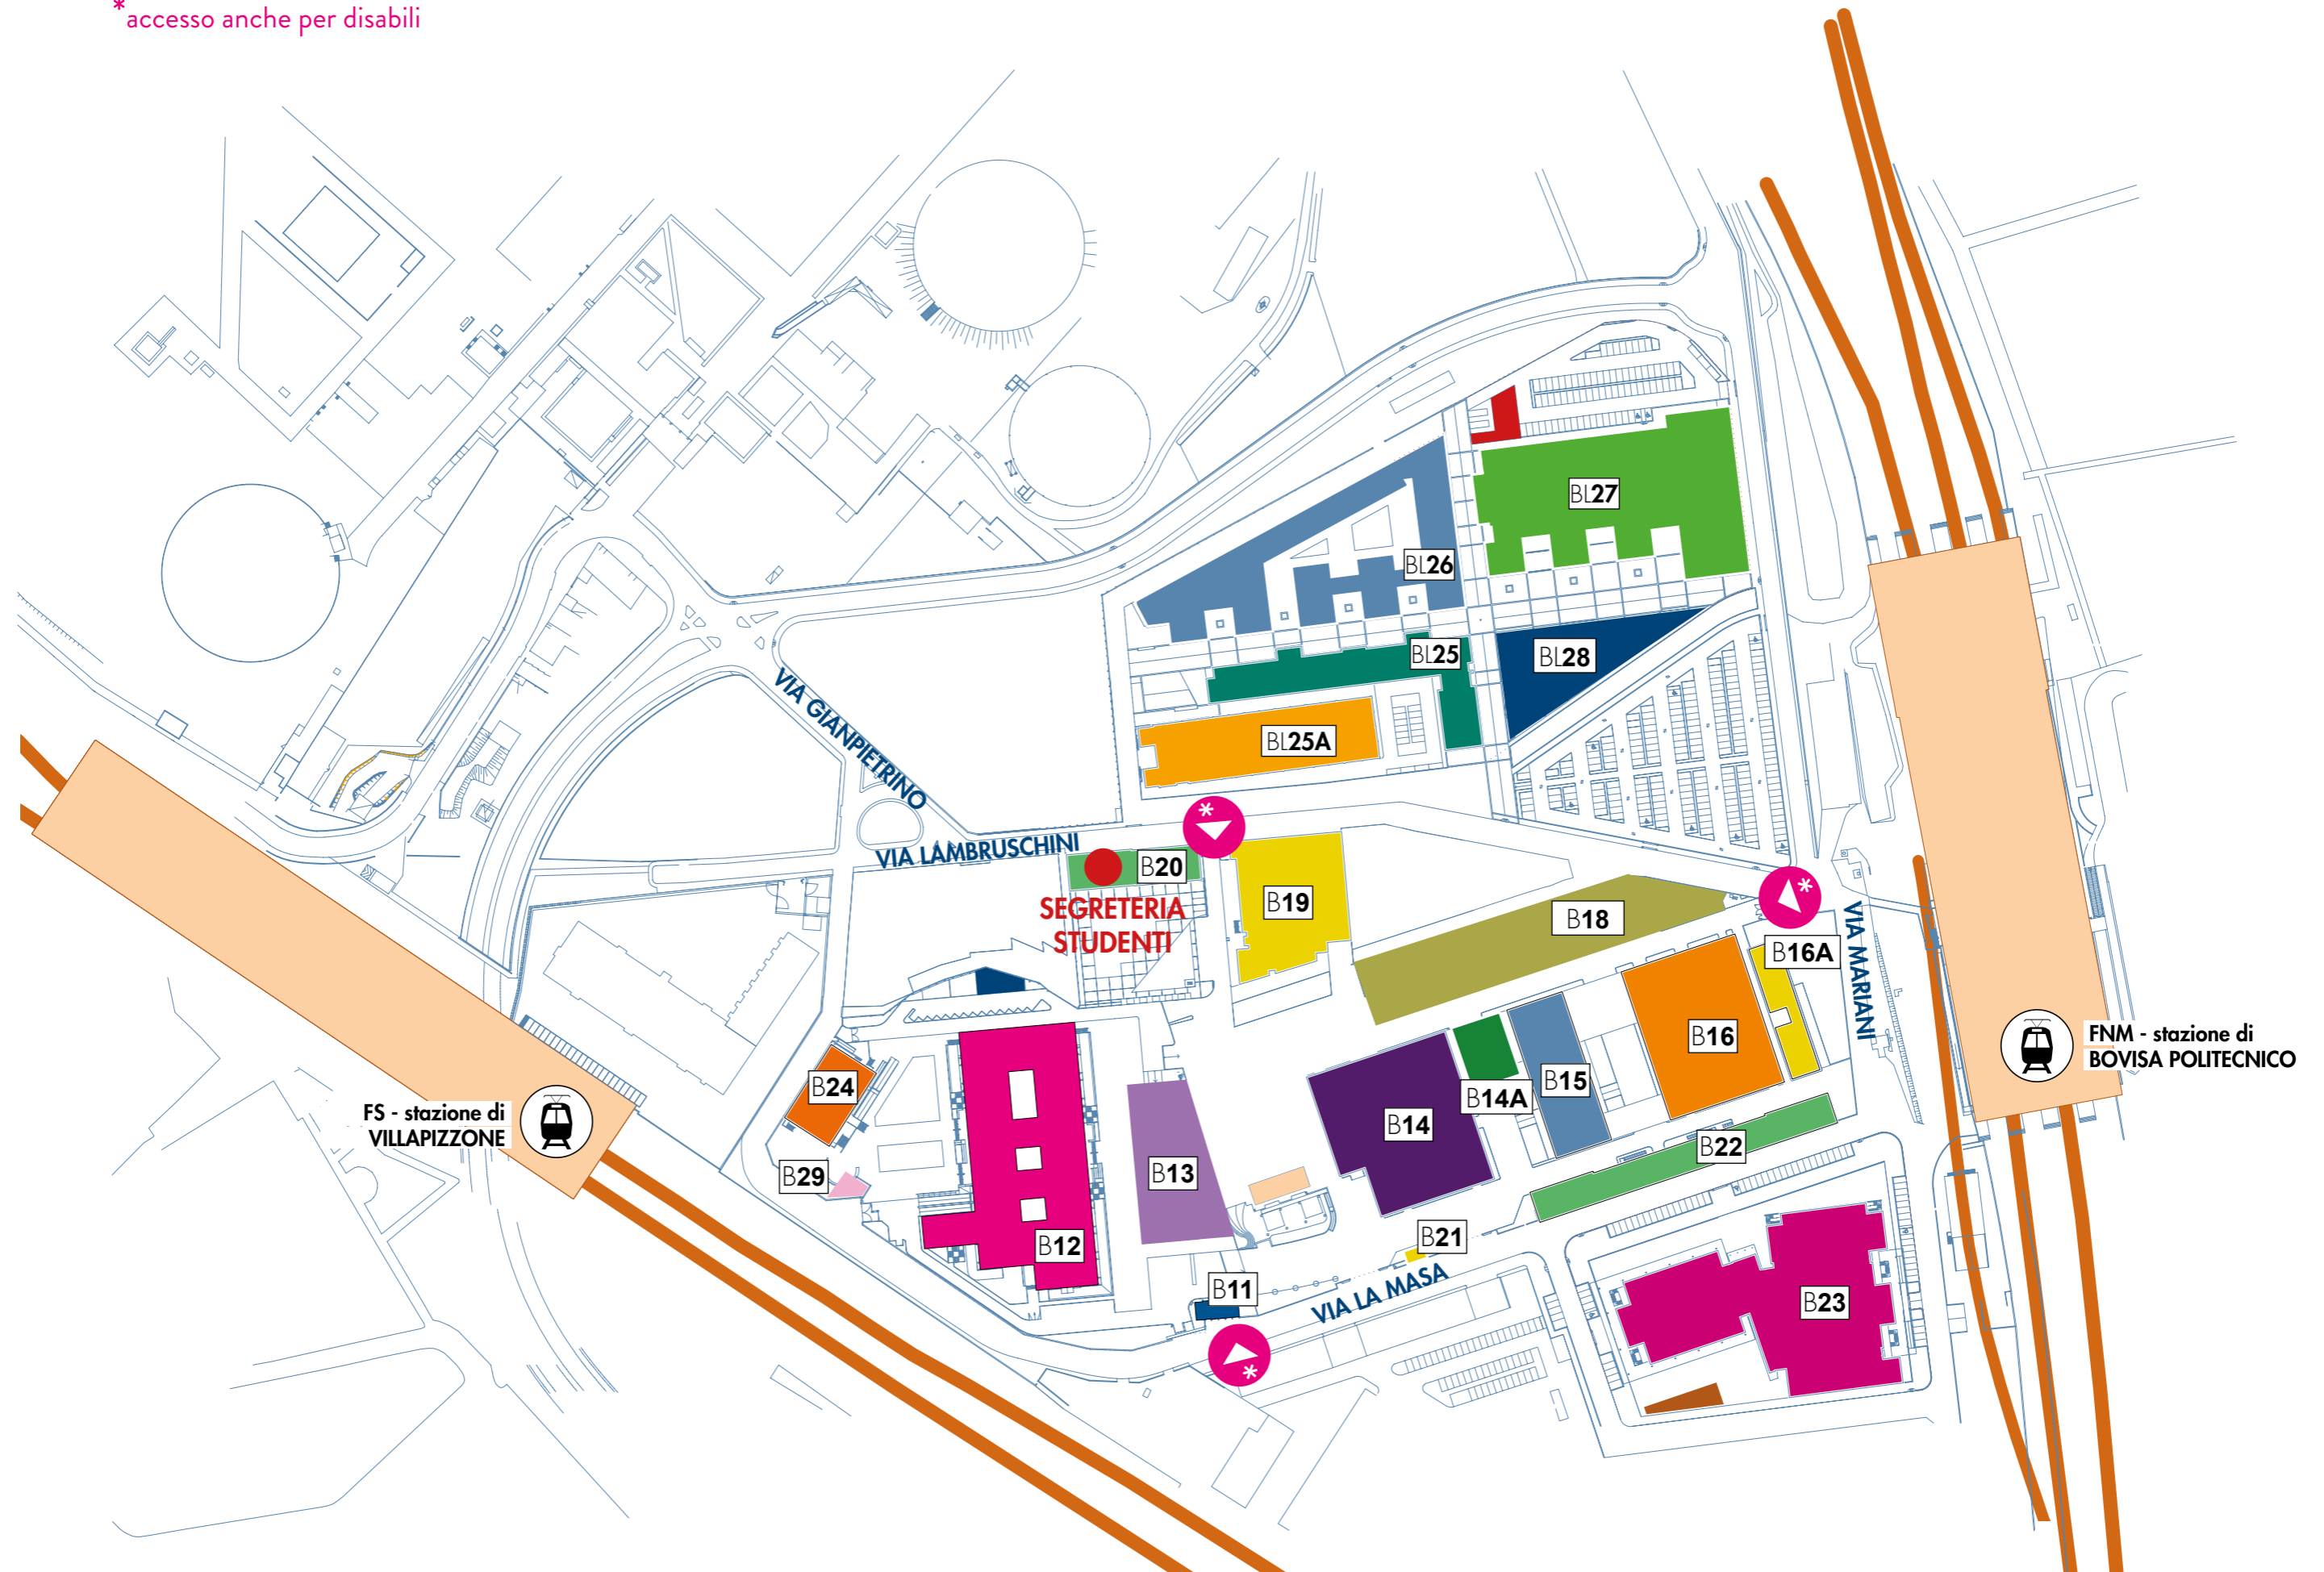 *accesso anche per disabili
BL27
BL26
BL25
BL28
BL25A
VIA GIANPIETRINO
VIA LAMBRUSCHINI
B20
SEGRETERIA
STUDENTI
B19
B18
B16A
VIA MARIANI
B16
B15
B14A
B14
FNM - stazione di
BOVISA POLITECNICO
B24
FS - stazione di
VILLAPIZZONE
B29
B13
B22
B12
B21
B11
VIA LA MASA
B23
*
*
*